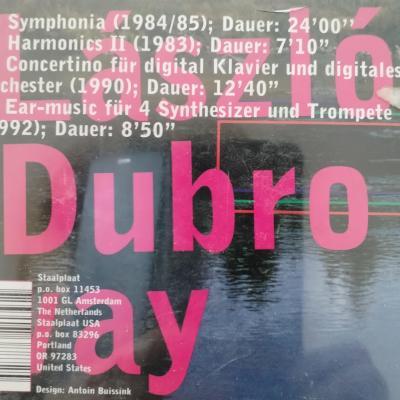 Symphonia (1984/85); Dauer: 24'00''
Harmonics II (1983); Dauer: 7'10"
Concertino für digital Klavier und digitales
chester (1990); Dauer: 12'40"
Ear-music für 4 Synthesizer und Trompete
992); Dauer: 8'50"
László
Dubro
ay
Staalplaat
p.o. box 11453
1001 GL Amsterdam
The Netherlands
Staalplaat USA
p.o. box 83296
Portland
OR 97283
United States
Design: Antoin Buissink